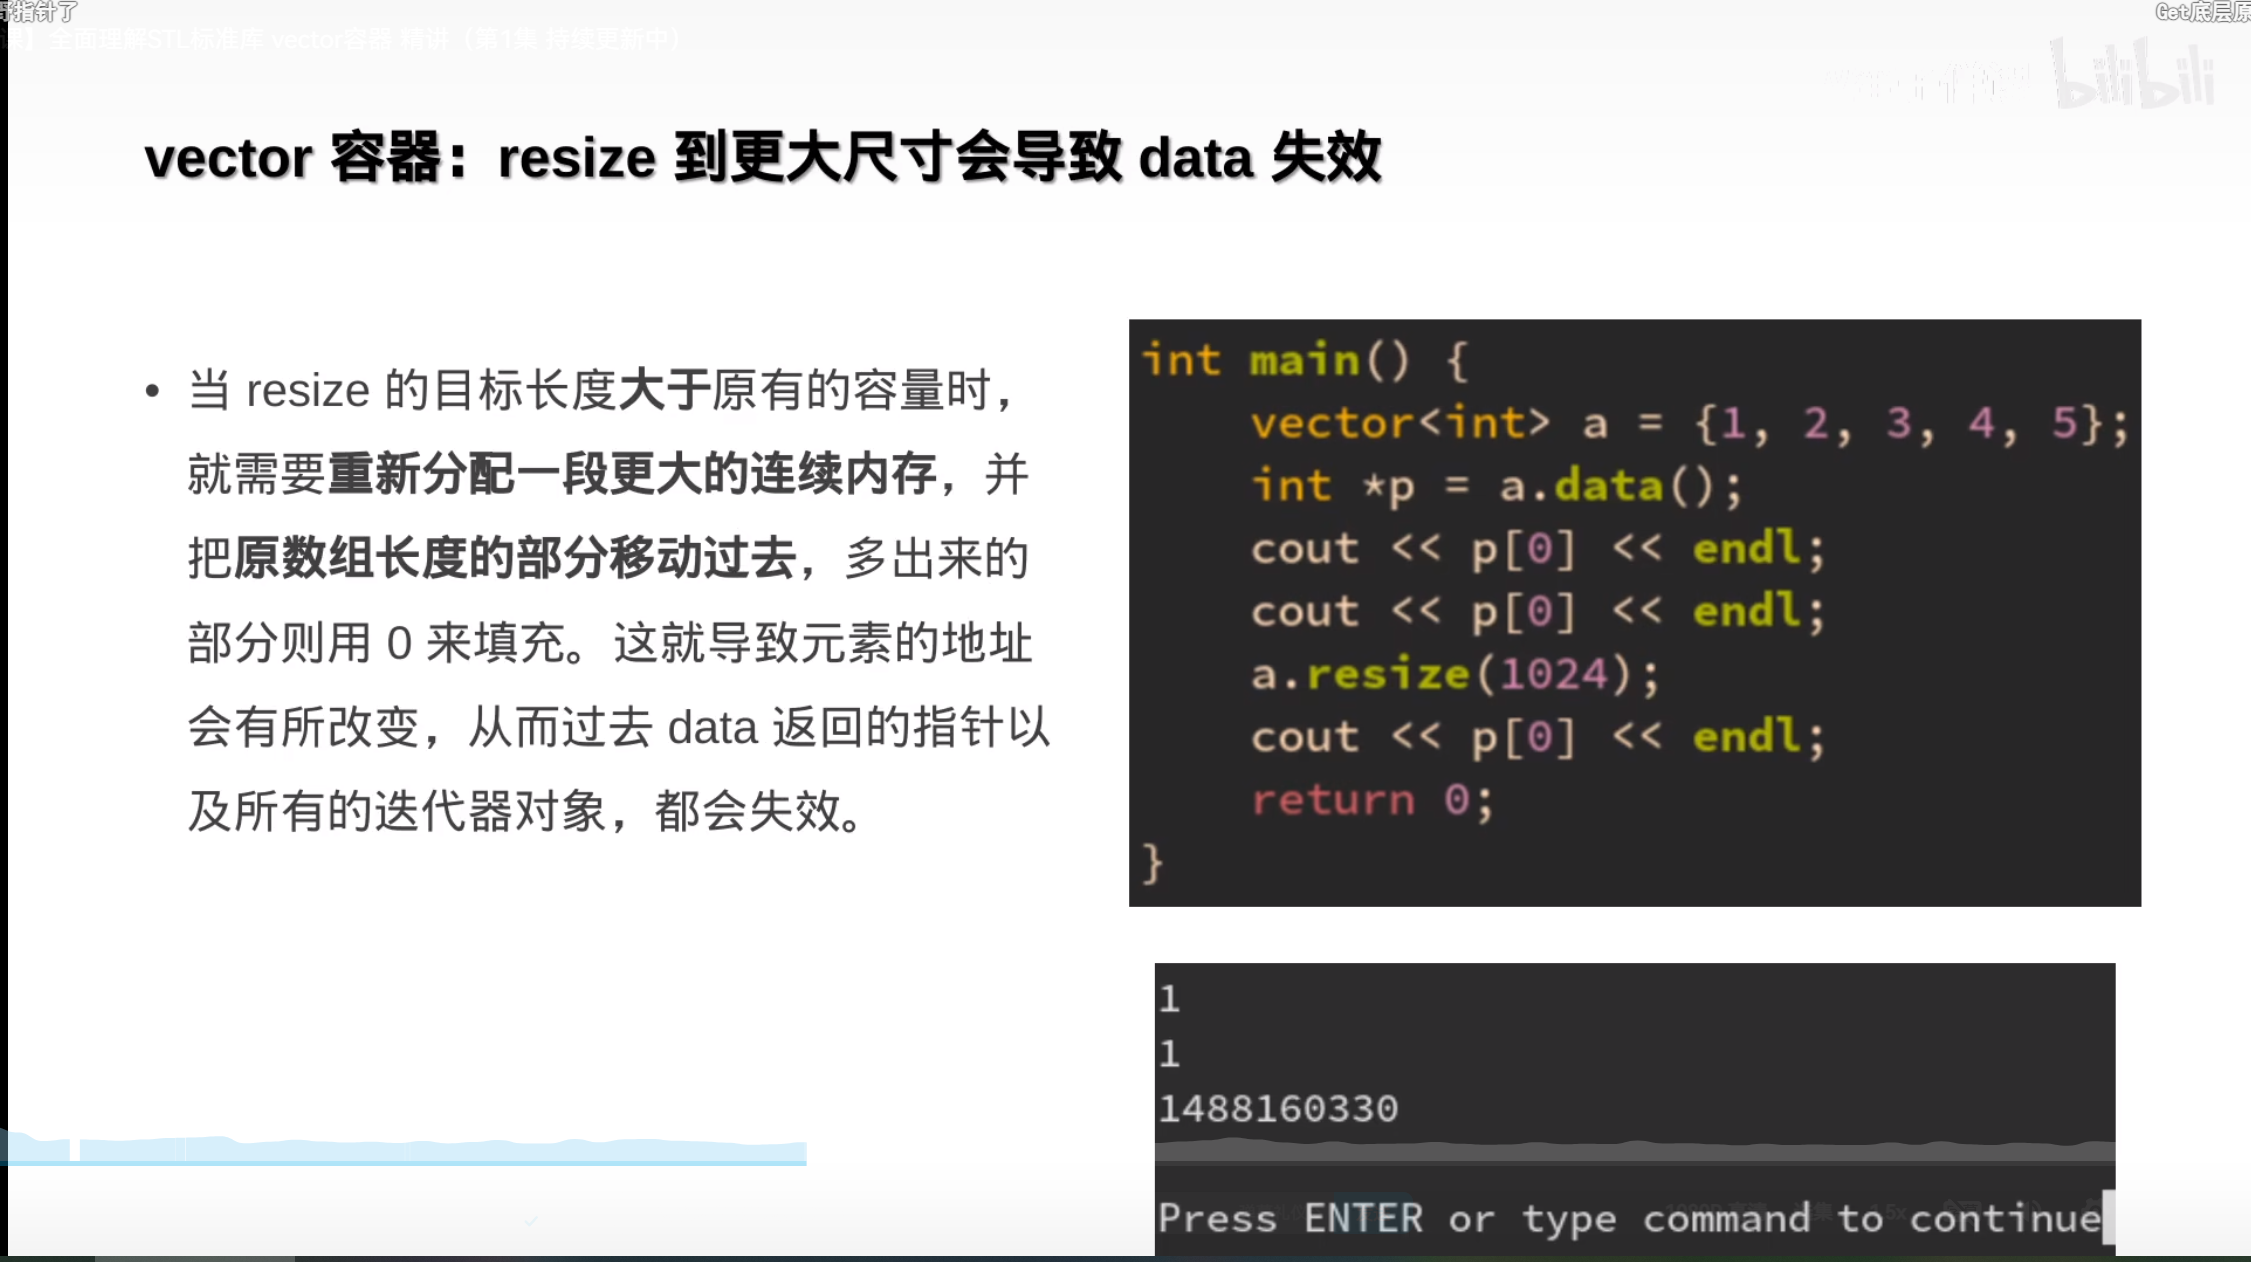 哥指针了
Get底层原
课】全面理解STL标准库 vector容器 精讲（第1集 持续更新中）
bilibili
vector 容器：resize 到更大尺寸会导致 data 失效
• 当 resize 的目标长度大于原有的容量时，
就需要重新分配一段更大的连续内存，并
把原数组长度的部分移动过去，多出来的
部分则用 0 来填充。这就导致元素的地址
会有所改变，从而过去 data 返回的指针以
及所有的迭代器对象，都会失效。
int main() {
vector<int> a = {1, 2, 3, 4, 5};
int *p = a.data();
cout << p[0] << endl;
cout << p[0] << endl;
a.resize(1024);
cout << p[0] << endl;
return 0;
}
1
1
1488160330
Press ENTER or type command to continue